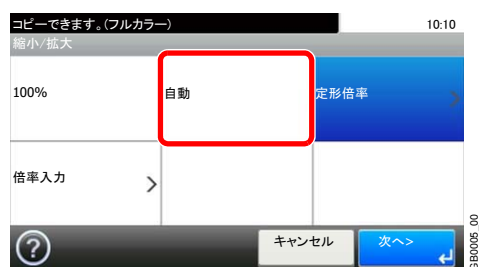 コピーできます。(フルカラー)
10:10
縮小/拡大
100%
自動
定形倍率
倍率入力
キャンセル
次へ>
GB0005_00